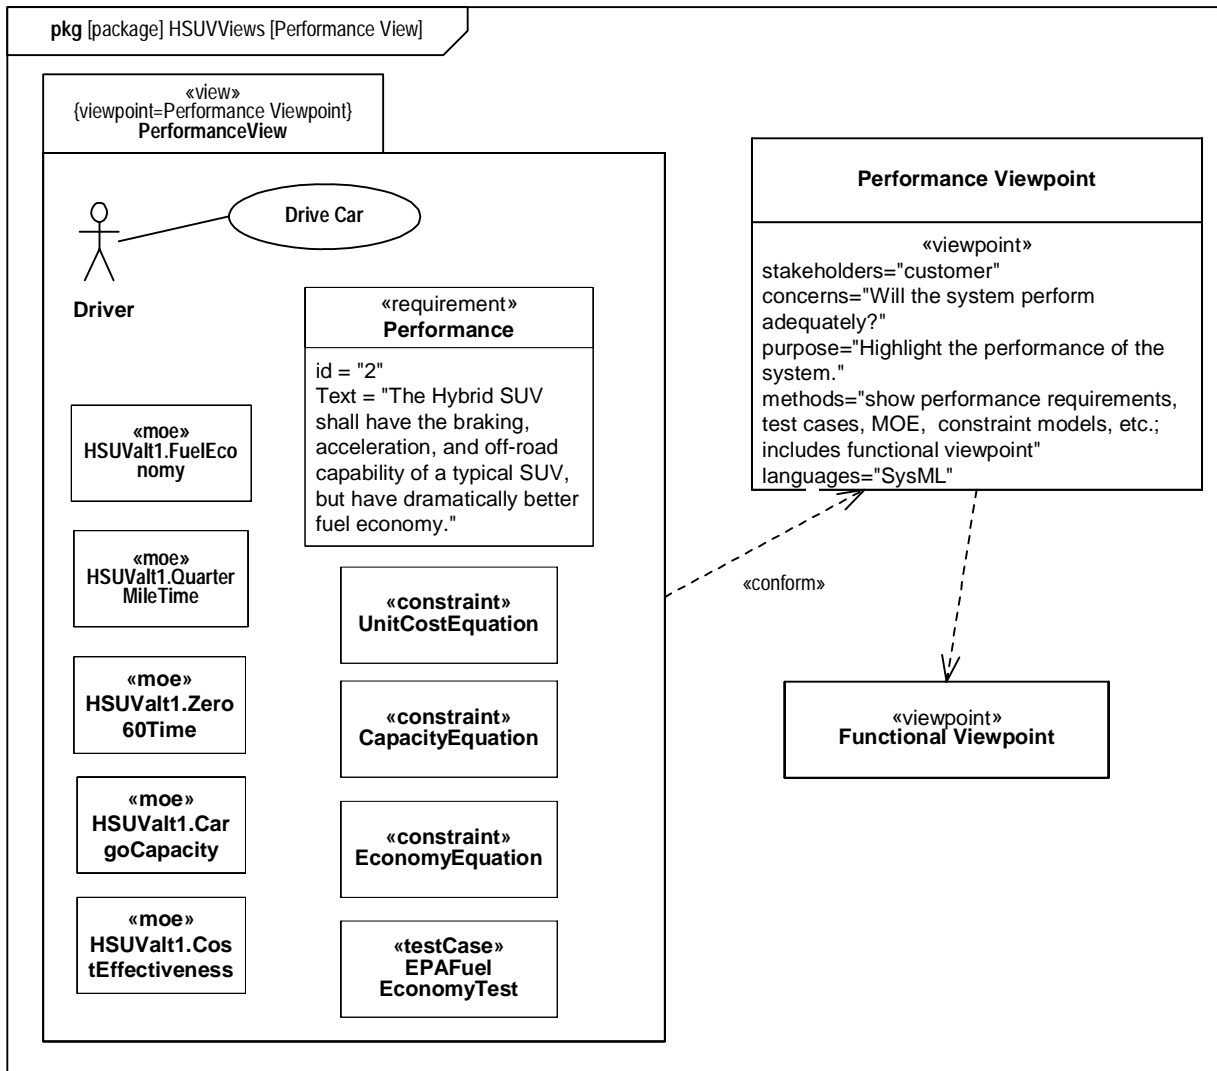 pkg [package] HSUVViews [Performance View]
«view»
{viewpoint=Performance Viewpoint}
PerformanceView
Drive Car
Driver
«requirement»
Performance
id = "2"
Text = "The Hybrid SUV
shall have the braking,
acceleration, and off-road
capability of a typical SUV,
but have dramatically better
fuel economy."
«moe»
HSUValt1.FuelEco
nomy
«moe»
HSUValt1.Quarter
MileTime
«moe»
HSUValt1.Zero
60Time
«moe»
HSUValt1.Car
goCapacity
«moe»
HSUValt1.Cos
tEffectiveness
«constraint»
UnitCostEquation
«constraint»
CapacityEquation
«constraint»
EconomyEquation
«testCase»
EPAFuel
EconomyTest
Performance Viewpoint
«viewpoint»
stakeholders="customer"
concerns="Will the system perform
adequately?"
purpose="Highlight the performance of the
system."
methods="show performance requirements,
test cases, MOE,  constraint models, etc.;
includes functional viewpoint"
languages="SysML"
«conform»
«viewpoint»
Functional Viewpoint